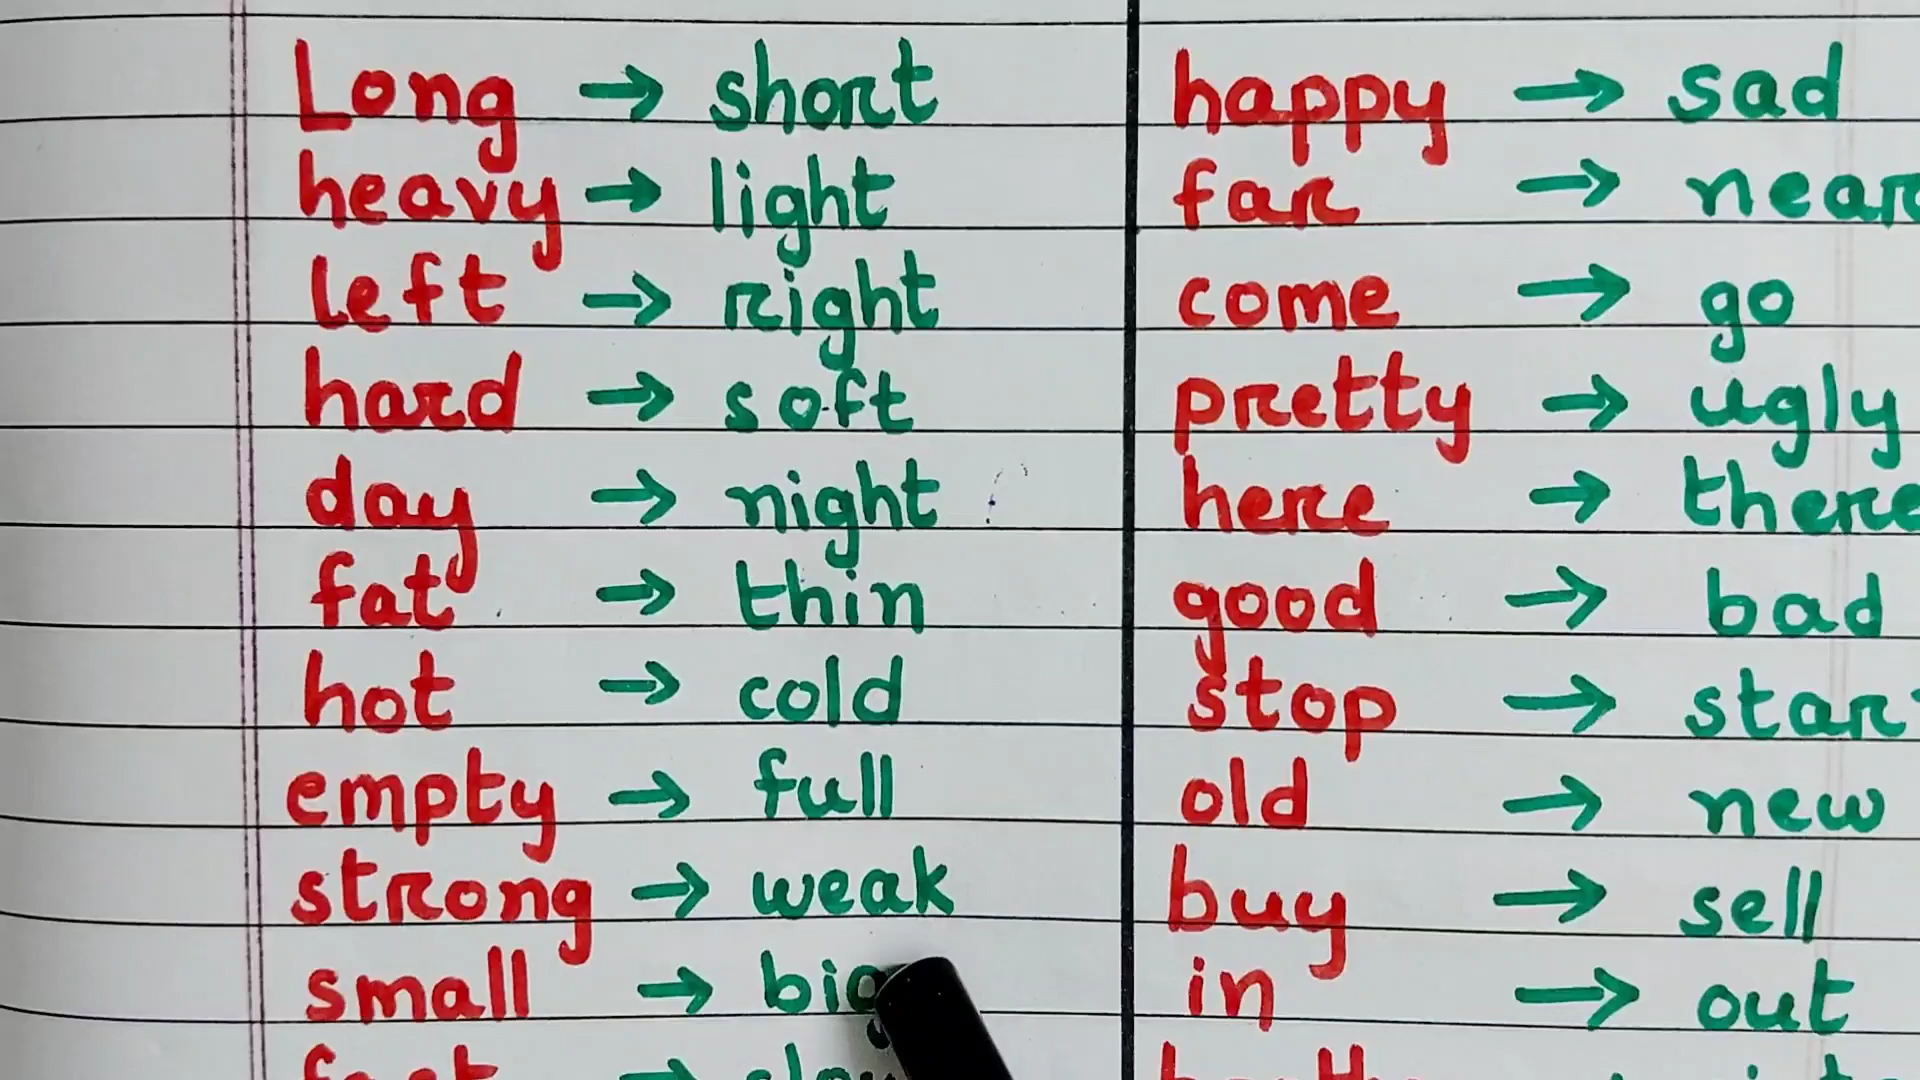 Long → short
heavy → light
left → right
hard → soft
day → night
fat → thin
hot → cold
empty → full
strong → weak
small → big
happy → sad
far → near
come → go
pretty → ugly
here → there
good → bad
stop → start
old → new
buy → sell
in → out